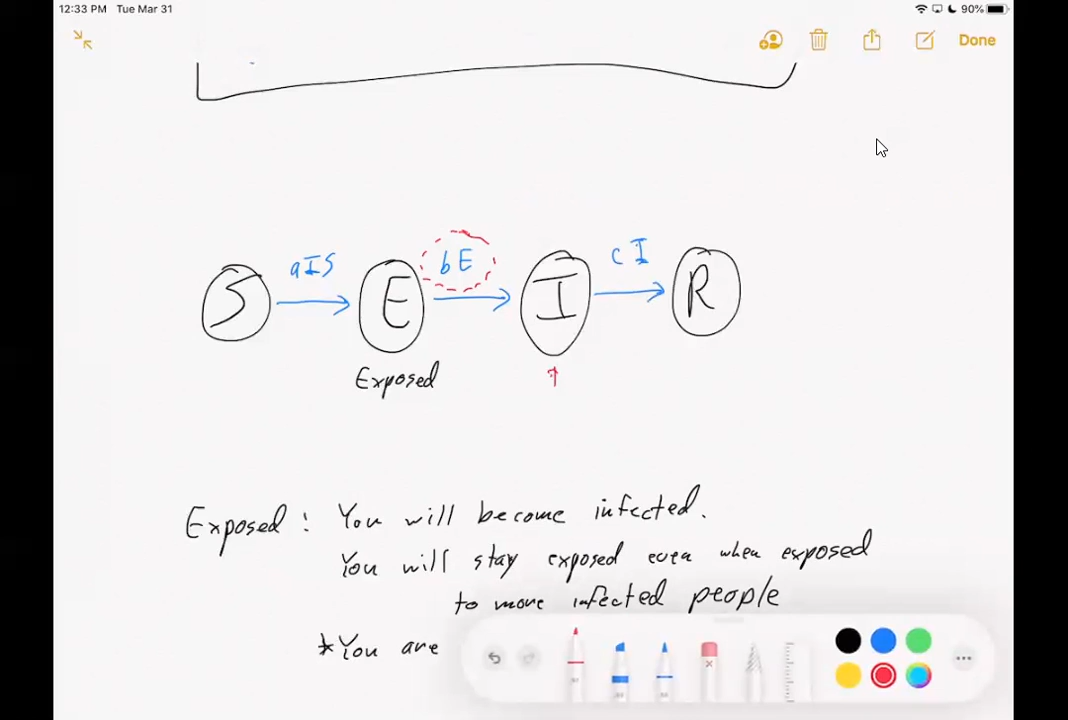 12:33 PM Tue Mar 31 90%
Done
aIS bE cI
S E I R
Exposed
Exposed: You will become infected.
You will stay exposed even when exposed
to more infected people
*You are